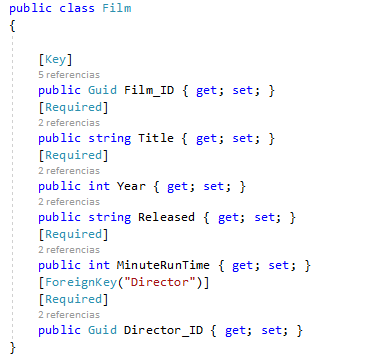 public class Film
{
[Key]
5 referencias
public Guid Film_ID { get; set; }
[Required]
2 referencias
public string Title { get; set; }
[Required]
2 referencias
public int Year { get; set; }
2 referencias
public string Released { get; set; }
[Required]
2 referencias
public int MinuteRunTime { get; set; }
[ForeignKey("Director")]
[Required]
2 referencias
public Guid Director_ID { get; set; }
}